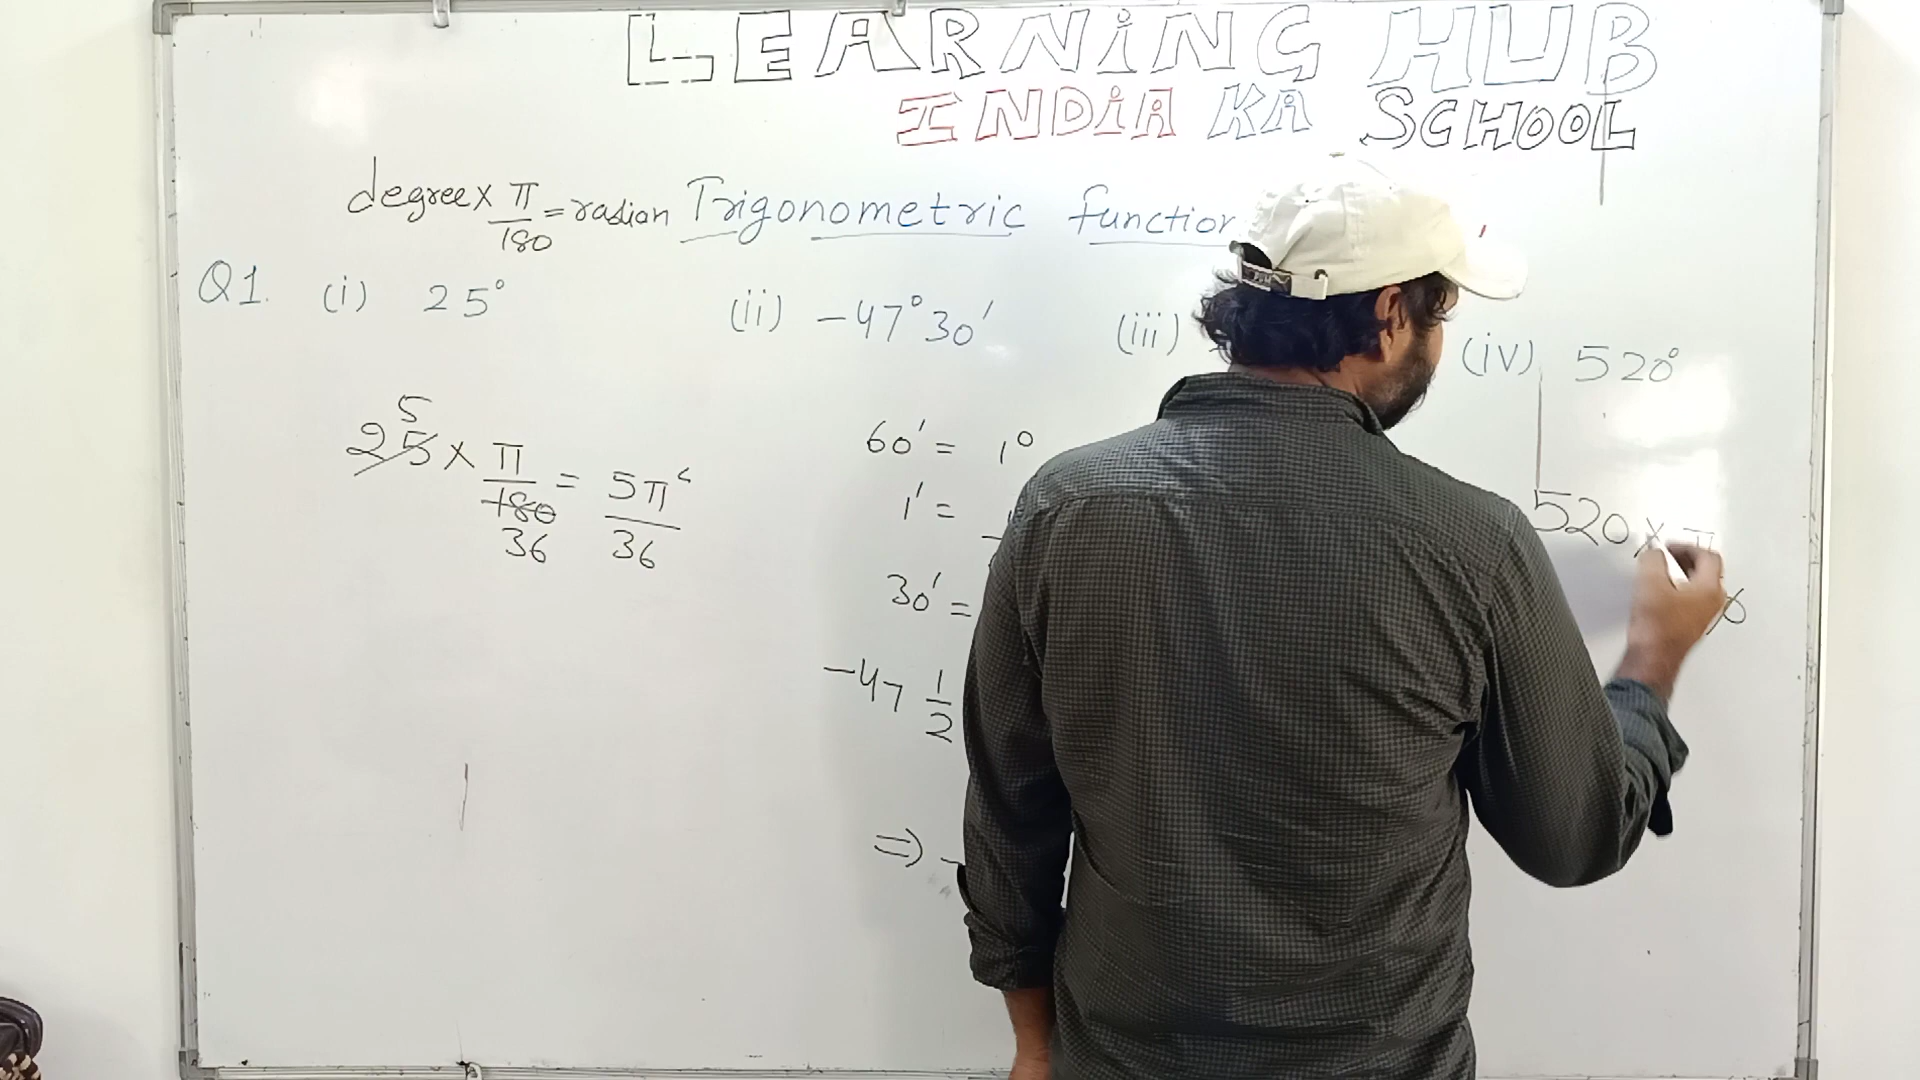 LEARNING HUB
INDIA KA SCHOOL
degree × π/180 = radian Trigonometric function
Q1. (i) 25° (ii) -47°30' (iii) (iv) 520°
25 × π/180 = 5π/36
5
36
60' = 1°
1' =
30' =
-47 1/2
⇒ -
520 × π